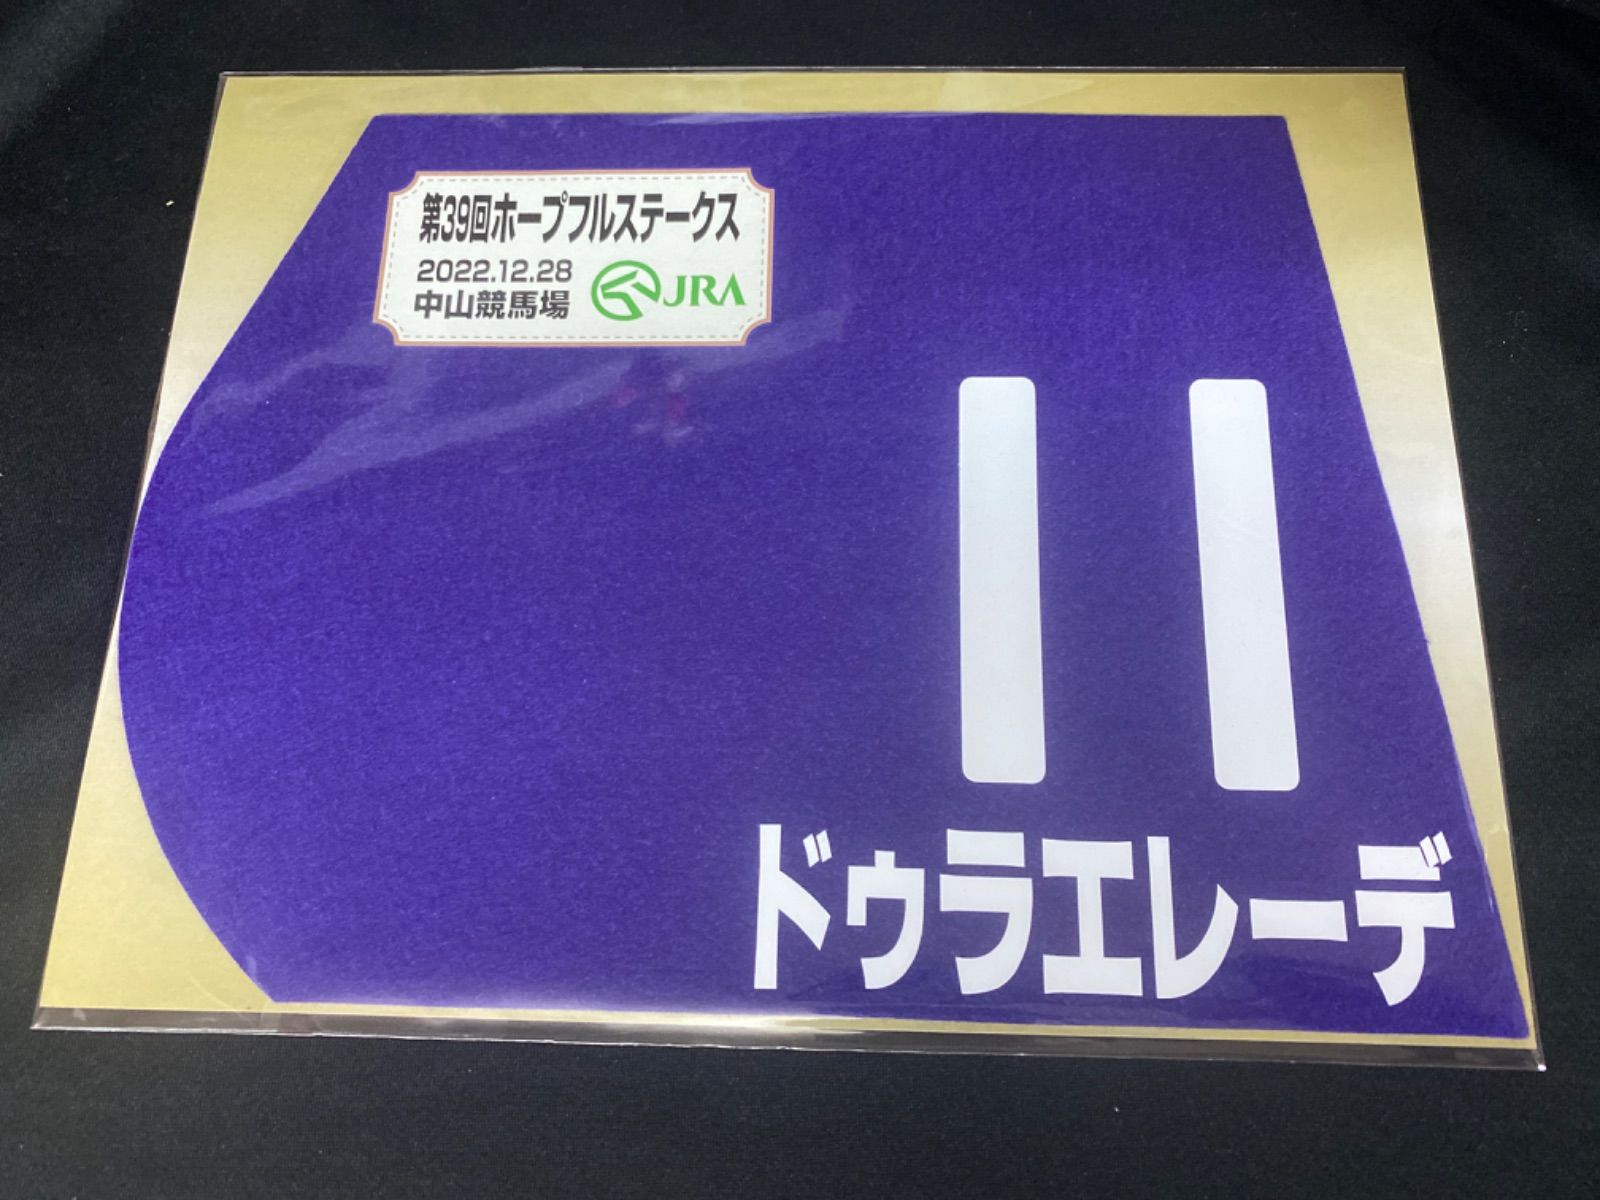 第39回ホープフルステークス
2022.12.28
中山競馬場
JRA
11
ドゥラエレーデ